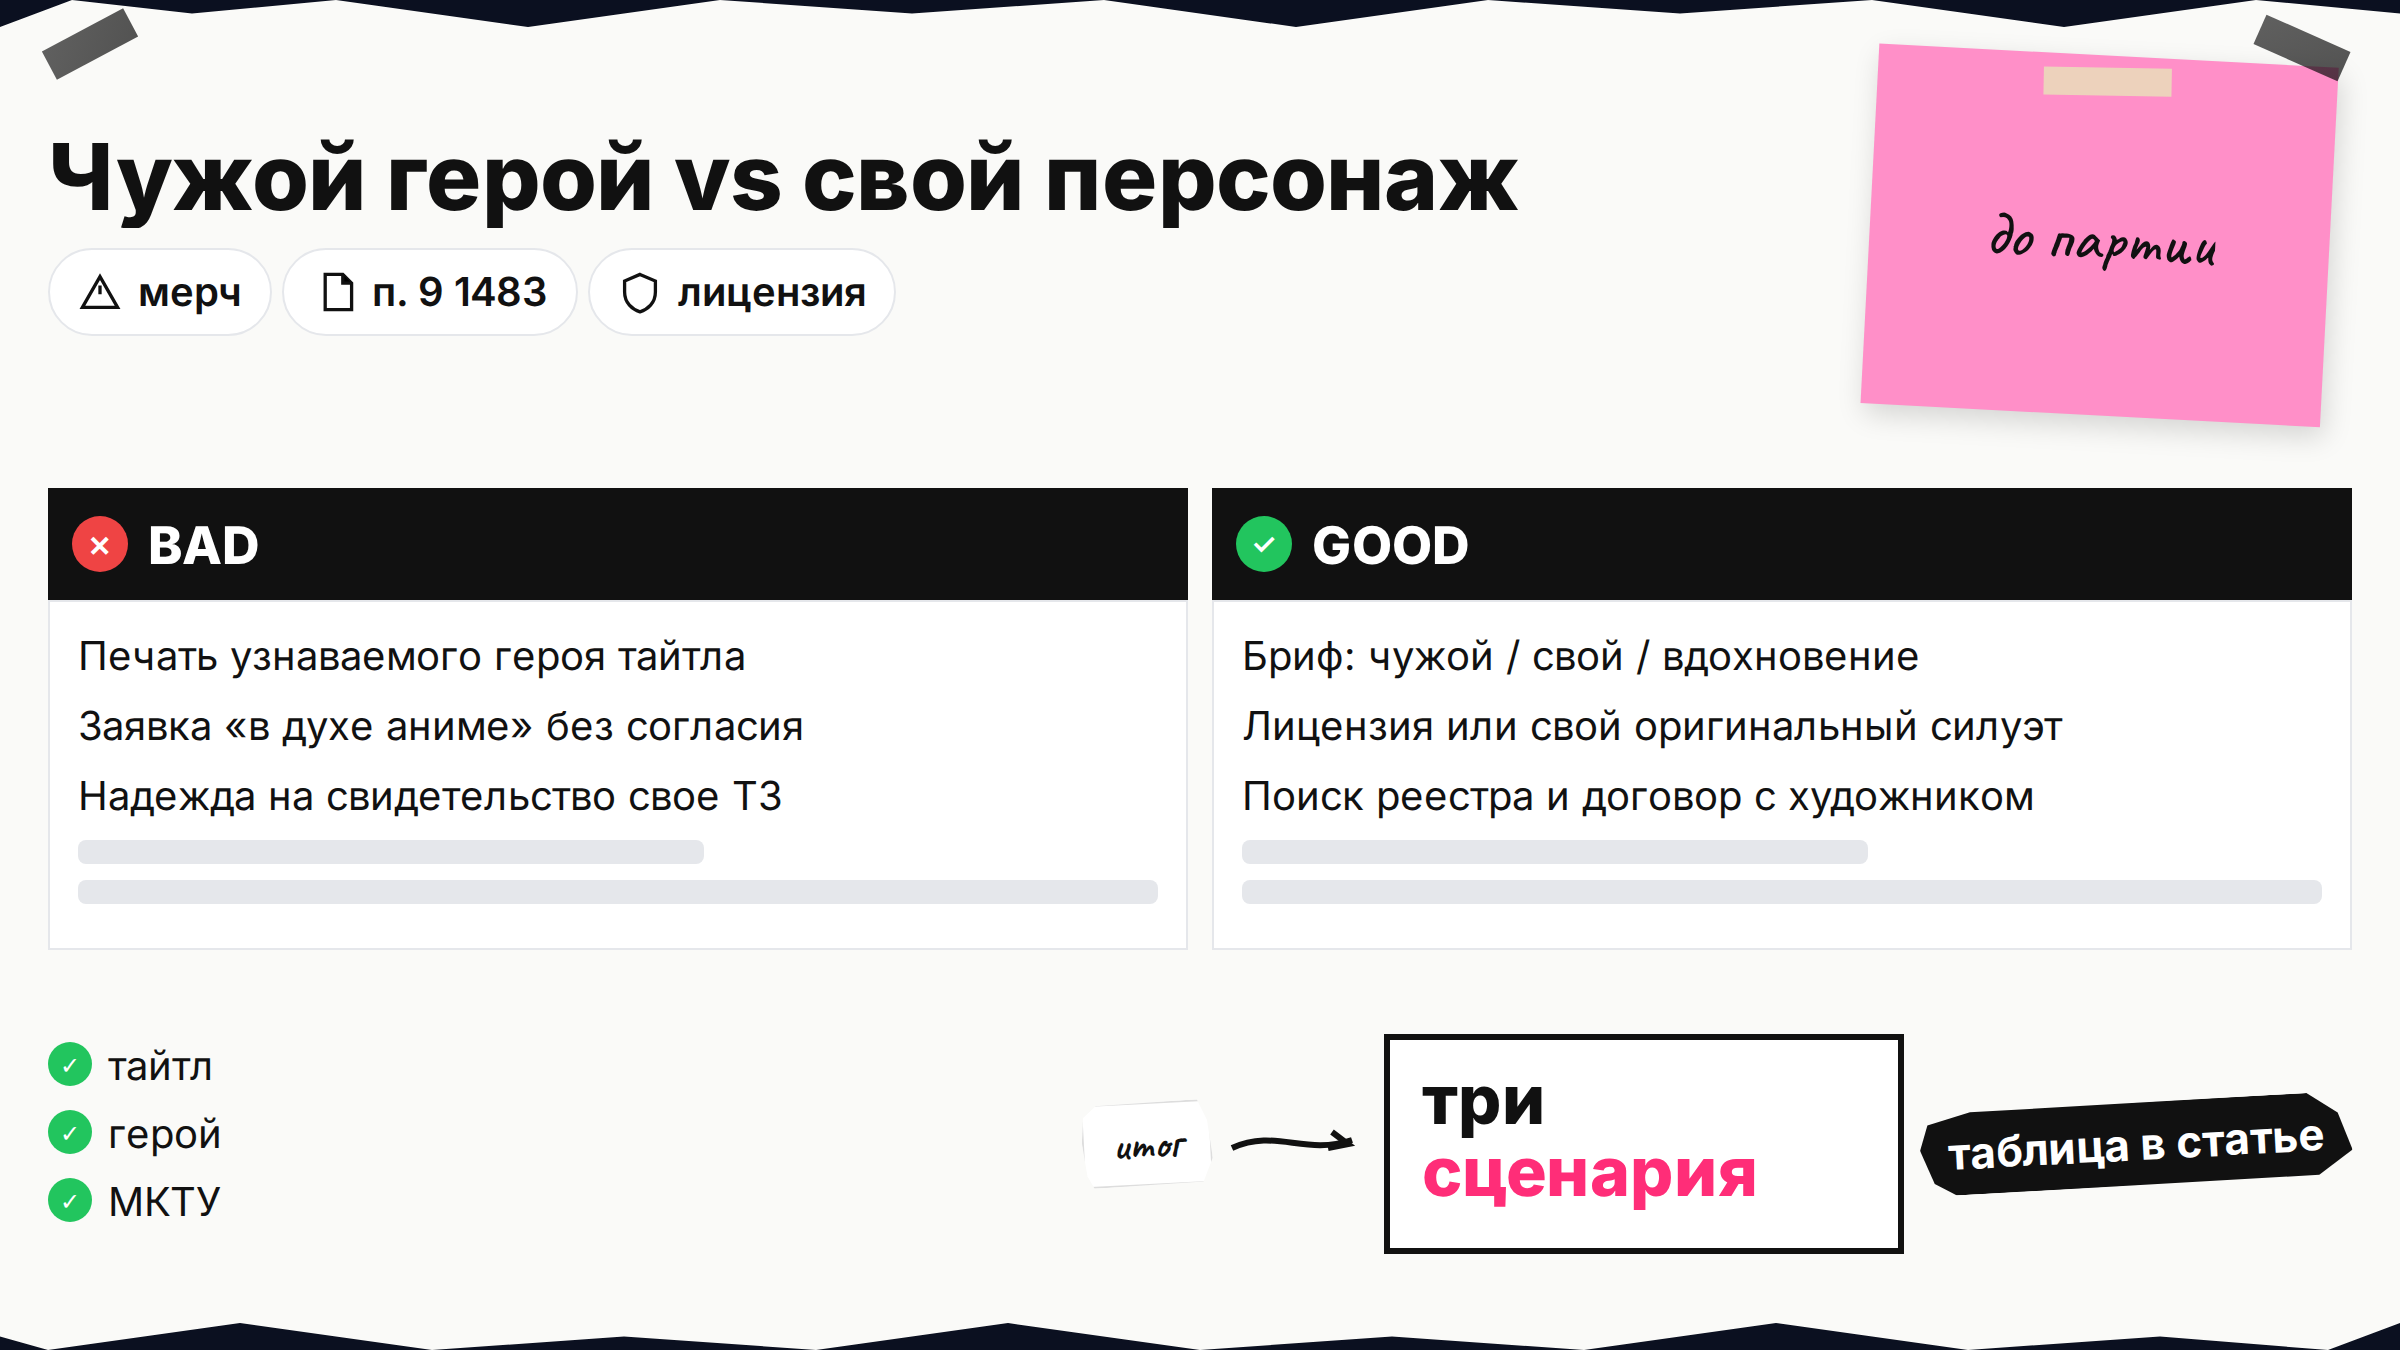 Чужой герой vs свой персонаж
мерч
п. 9 1483
лицензия
до партии
BAD
Печать узнаваемого героя тайтла
Заявка «в духе аниме» без согласия
Надежда на свидетельство свое ТЗ
GOOD
Бриф: чужой / свой / вдохновение
Лицензия или свой оригинальный силуэт
Поиск реестра и договор с художником
тайтл
герой
МКТУ
итог
три
сценария
таблица в статье